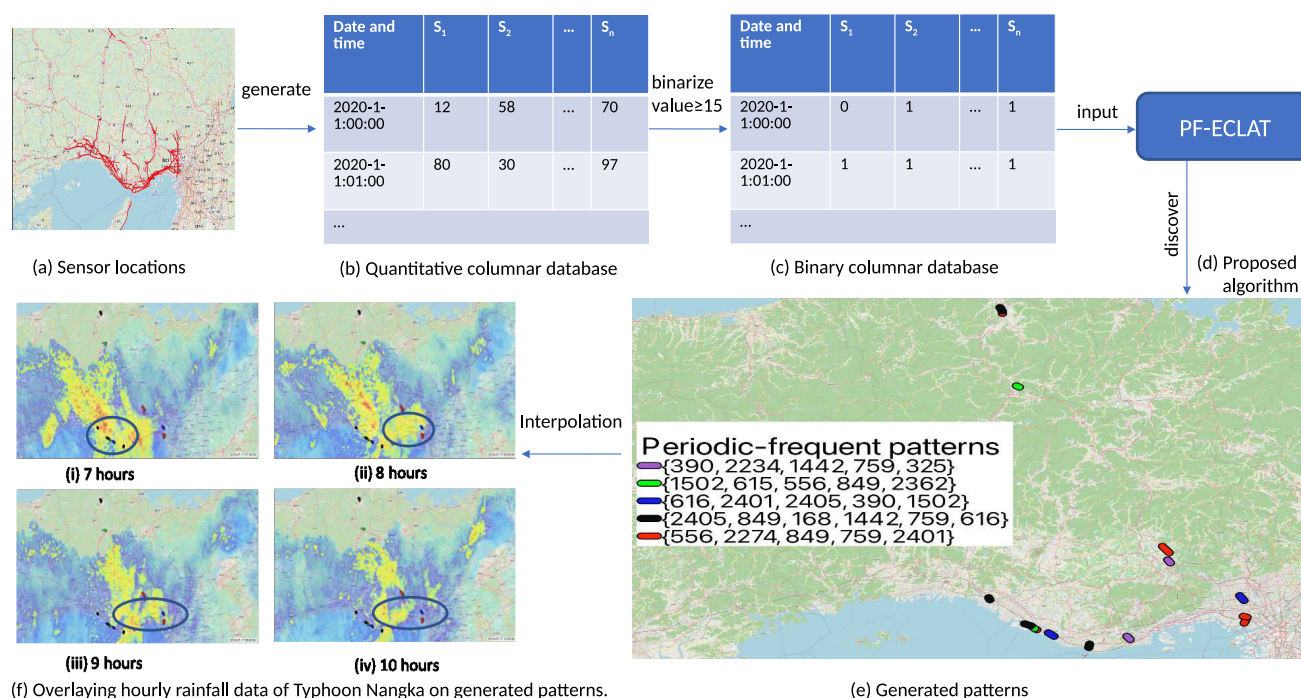 generate
Date and time S1 S2 ... Sn
2020-1-1:00:00 12 58 ... 70
2020-1-1:01:00 80 30 ... 97
...
binarize
value≥15
Date and time S1 S2 ... Sn
2020-1-1:00:00 0 1 ... 1
2020-1-1:01:00 1 1 ... 1
...
input
PF-ECLAT
discover
(a) Sensor locations
(b) Quantitative columnar database
(c) Binary columnar database
(d) Proposed
algorithm
(i) 7 hours
(ii) 8 hours
(iii) 9 hours
(iv) 10 hours
Interpolation
Periodic-frequent patterns
{390, 2234, 1442, 759, 325}
{1502, 615, 556, 849, 2362}
{616, 2401, 2405, 390, 1502}
{2405, 849, 168, 1442, 759, 616}
{556, 2274, 849, 759, 2401}
(f) Overlaying hourly rainfall data of Typhoon Nangka on generated patterns.
(e) Generated patterns